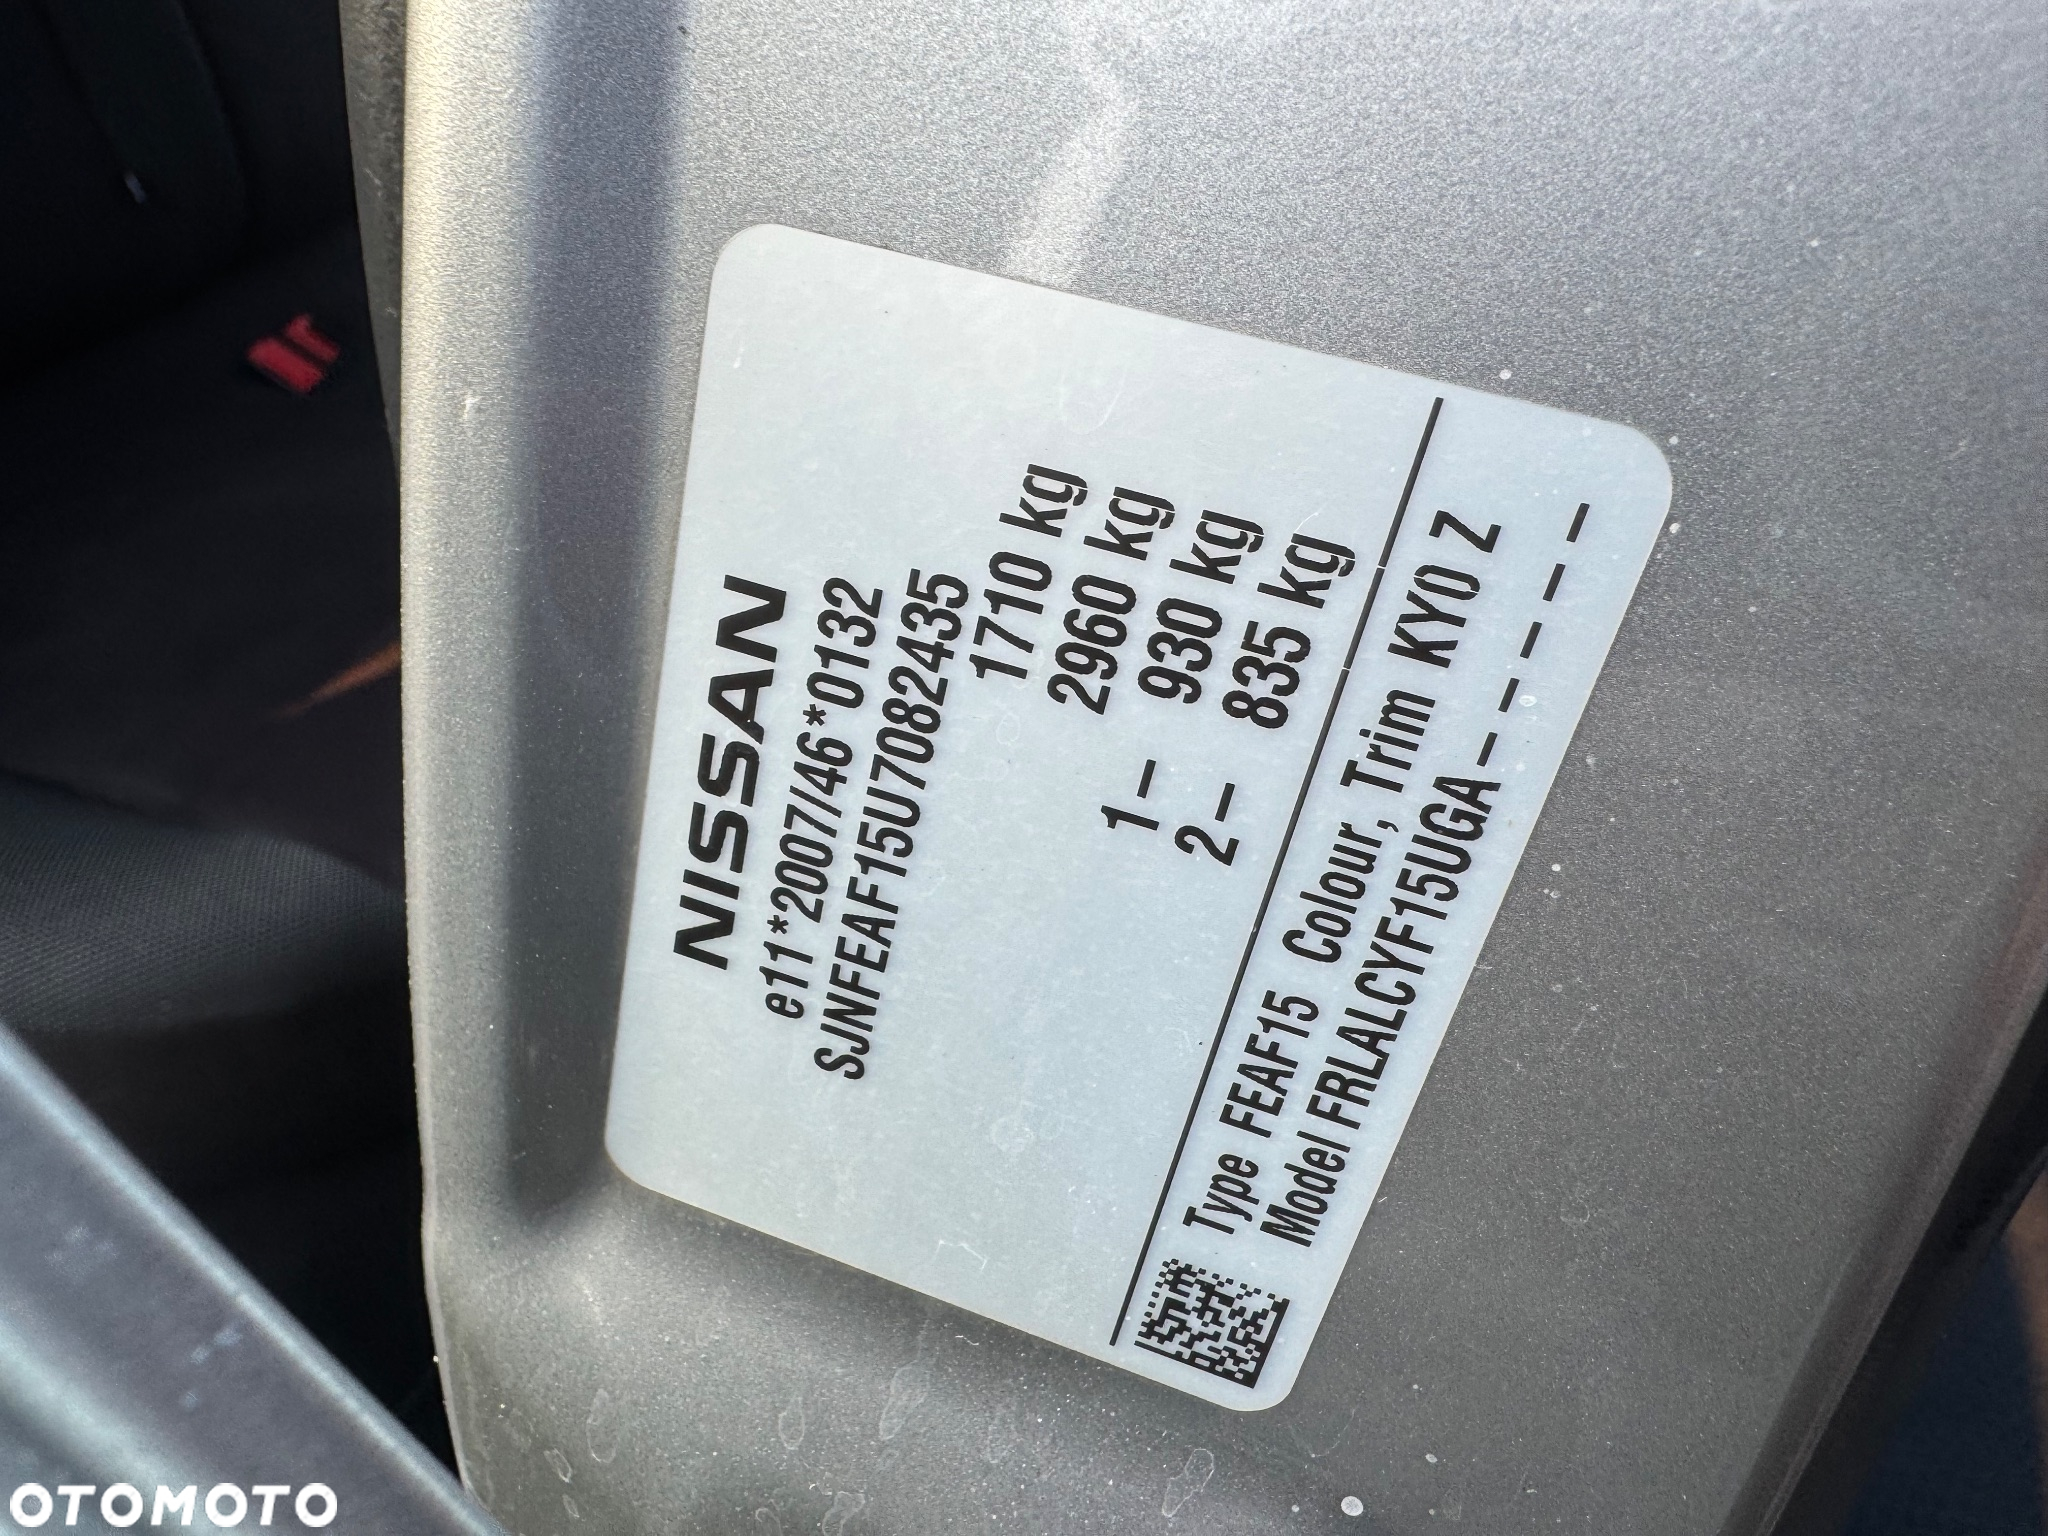 NISSAN
e11*2007/46*0132
SJNFEAF15U7082435
1710 kg
2960 kg
1- 930 kg
2- 835 kg
Type FEAF15 Colour, Trim KY0 Z
Model FRLALCYF15UGA-----
OTOMOTO